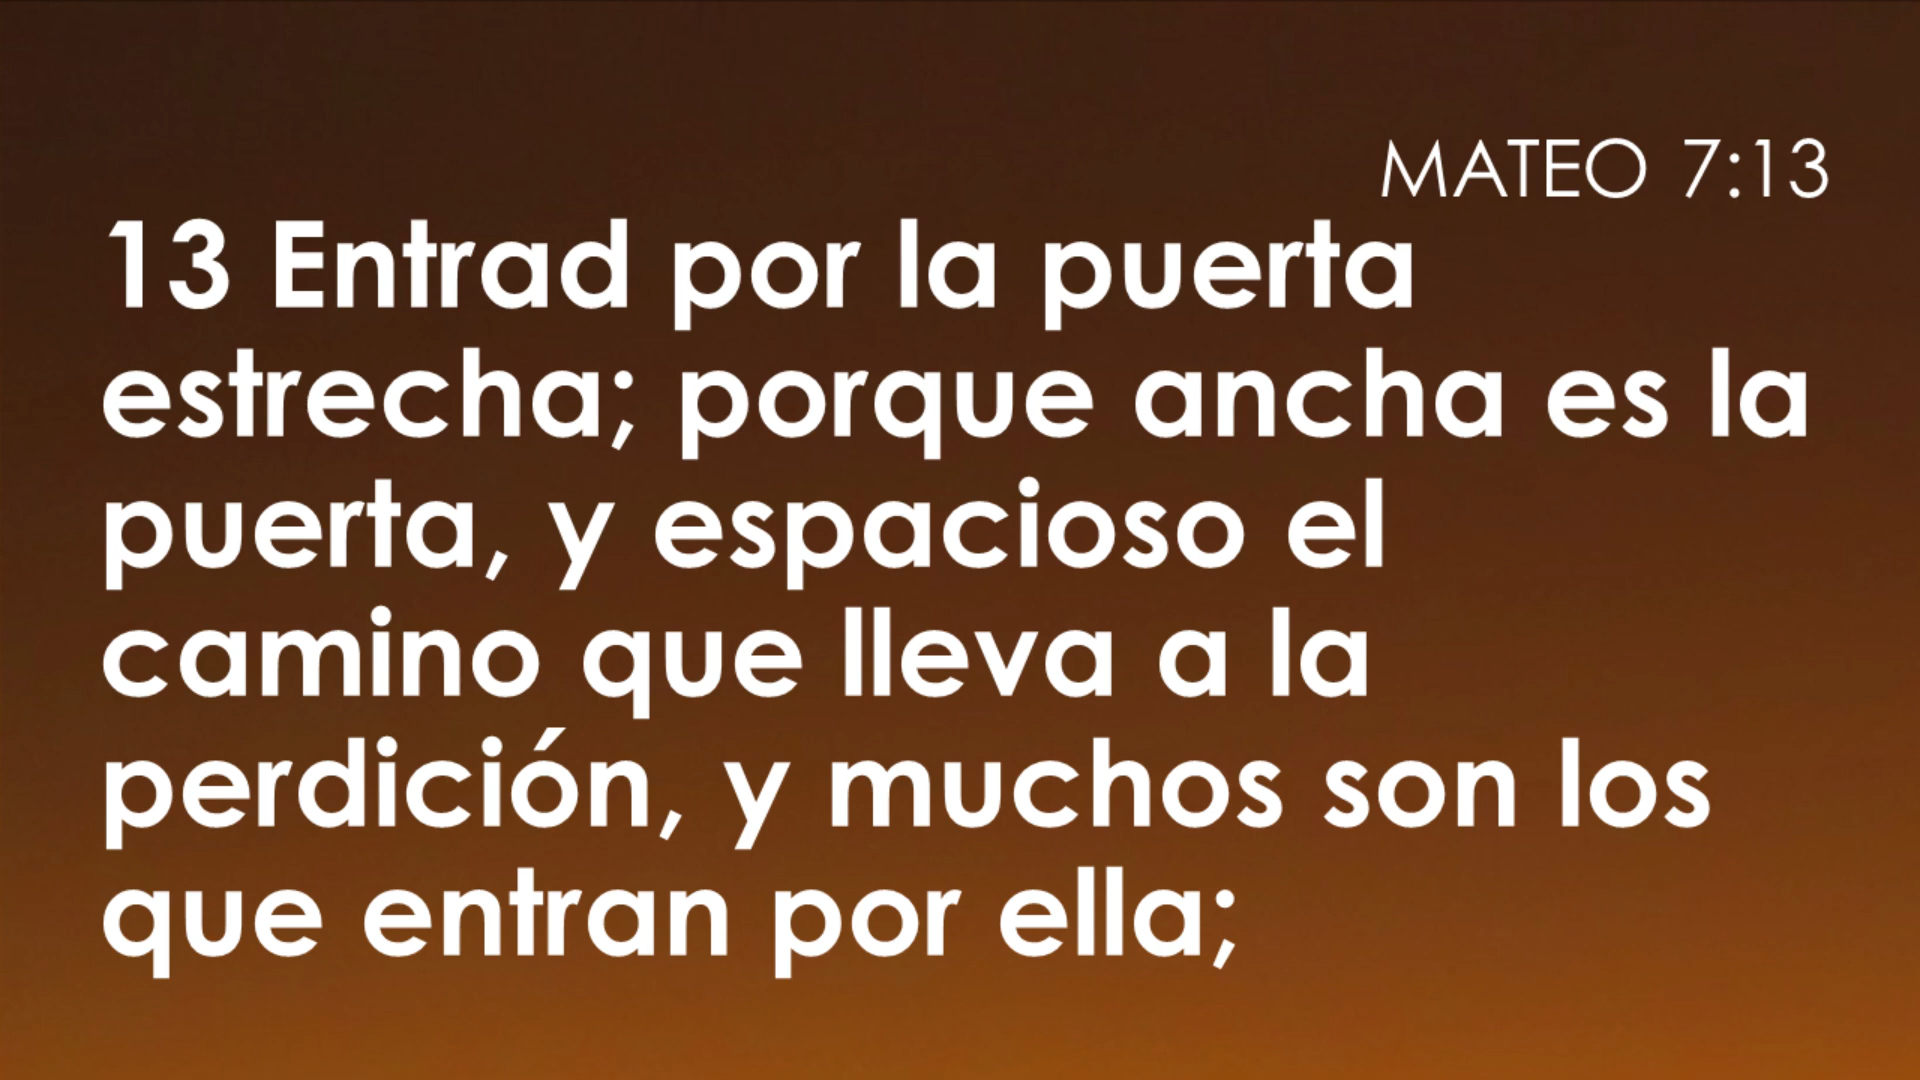 MATEO 7:13
13 Entrad por la puerta
estrecha; porque ancha es la
puerta, y espacioso el
camino que lleva a la
perdición, y muchos son los
que entran por ella;